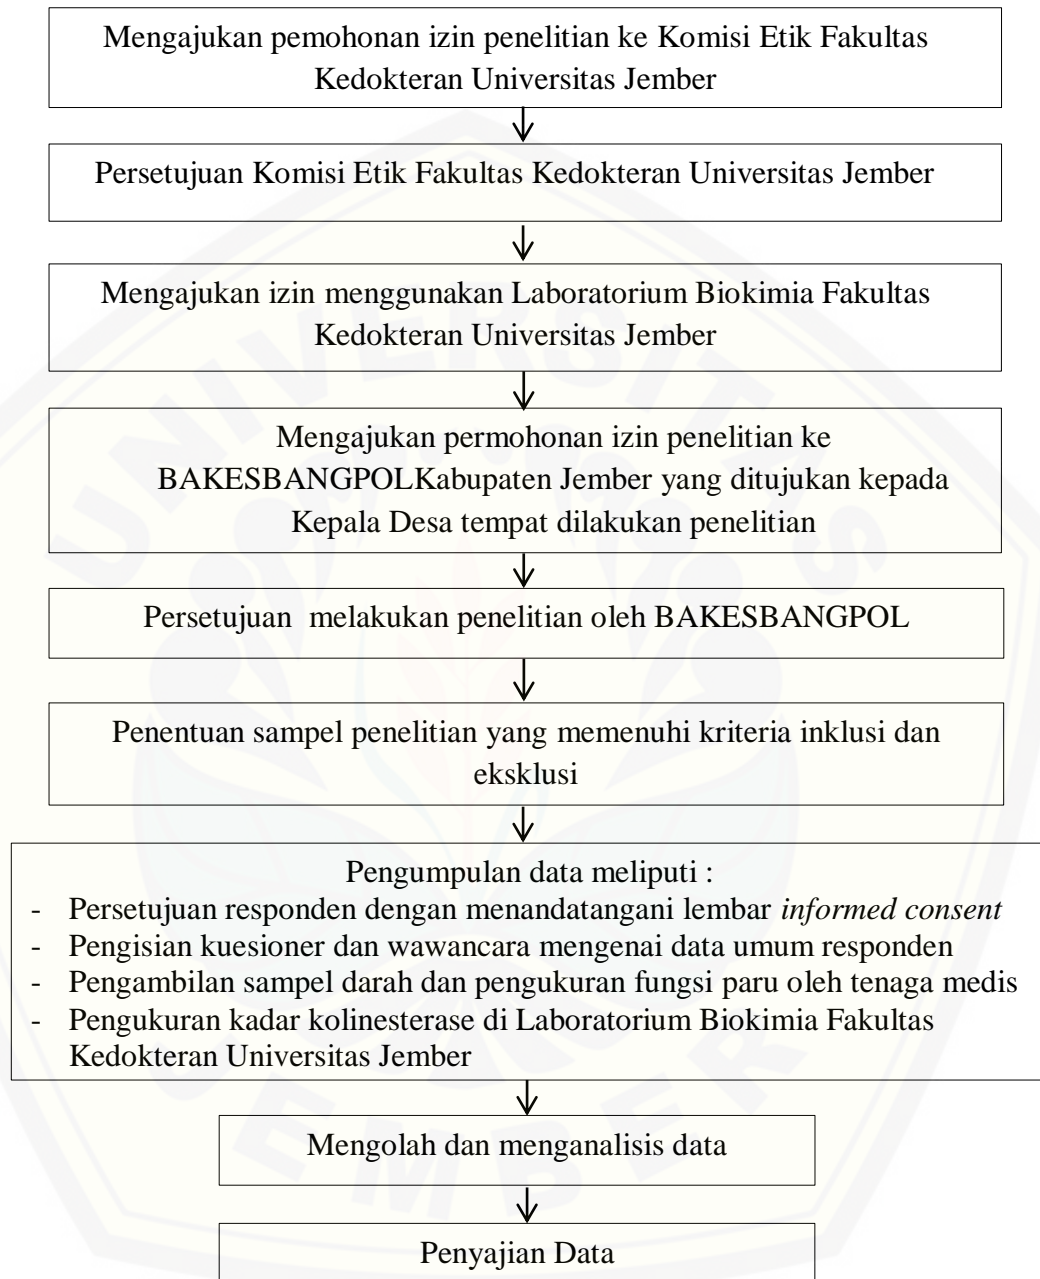 Mengajukan pemohonan izin penelitian ke Komisi Etik Fakultas
Kedokteran Universitas Jember
Persetujuan Komisi Etik Fakultas Kedokteran Universitas Jember
Mengajukan izin menggunakan Laboratorium Biokimia Fakultas
Kedokteran Universitas Jember
Mengajukan permohonan izin penelitian ke
BAKESBANGPOLKabupaten Jember yang ditujukan kepada
Kepala Desa tempat dilakukan penelitian
Persetujuan  melakukan penelitian oleh BAKESBANGPOL
Penentuan sampel penelitian yang memenuhi kriteria inklusi dan
eksklusi
Pengumpulan data meliputi :
- Persetujuan responden dengan menandatangani lembar informed consent
- Pengisian kuesioner dan wawancara mengenai data umum responden
- Pengambilan sampel darah dan pengukuran fungsi paru oleh tenaga medis
- Pengukuran kadar kolinesterase di Laboratorium Biokimia Fakultas
Kedokteran Universitas Jember
Mengolah dan menganalisis data
Penyajian Data
UNIVERSITAS
JEMBER